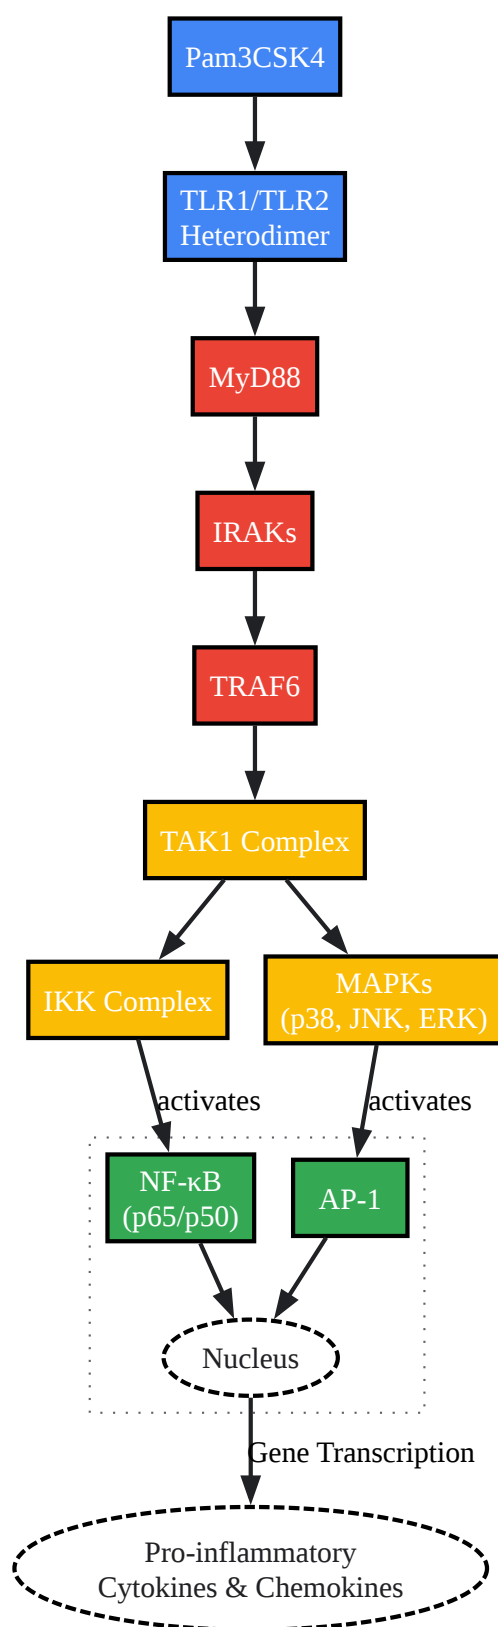 Pam3CSK4
TLR1/TLR2
Heterodimer
MyD88
IRAKs
TRAF6
TAK1 Complex
IKK Complex
MAPKs
(p38, JNK, ERK)
activates
activates
NF-κB
(p65/p50)
AP-1
Nucleus
Gene Transcription
Pro-inflammatory
Cytokines & Chemokines